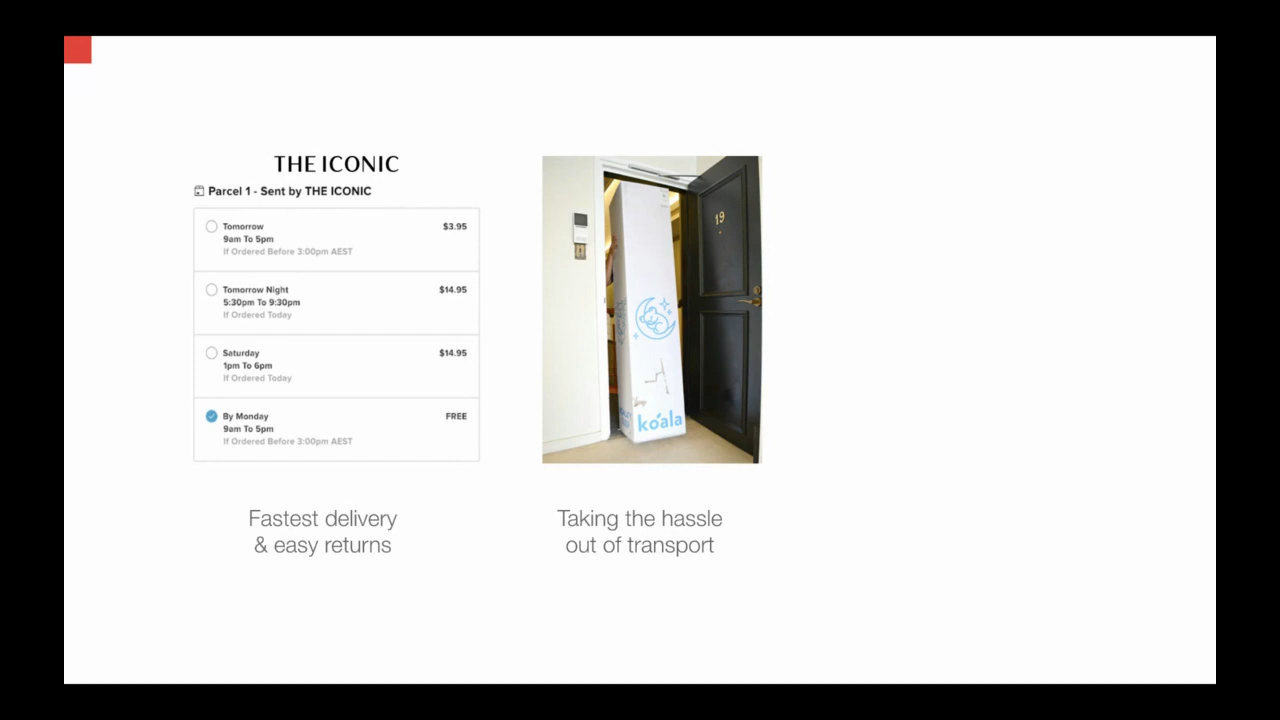 THE ICONIC
Parcel 1 - Sent by THE ICONIC
Tomorrow $3.95
9am To 5pm
If Ordered Before 3:00pm AEST
Tomorrow Night $14.95
5:30pm To 9:30pm
If Ordered Today
Saturday $14.95
1pm To 6pm
If Ordered Today
By Monday FREE
9am To 5pm
If Ordered Before 3:00pm AEST
19
koala
Fastest delivery
& easy returns
Taking the hassle
out of transport